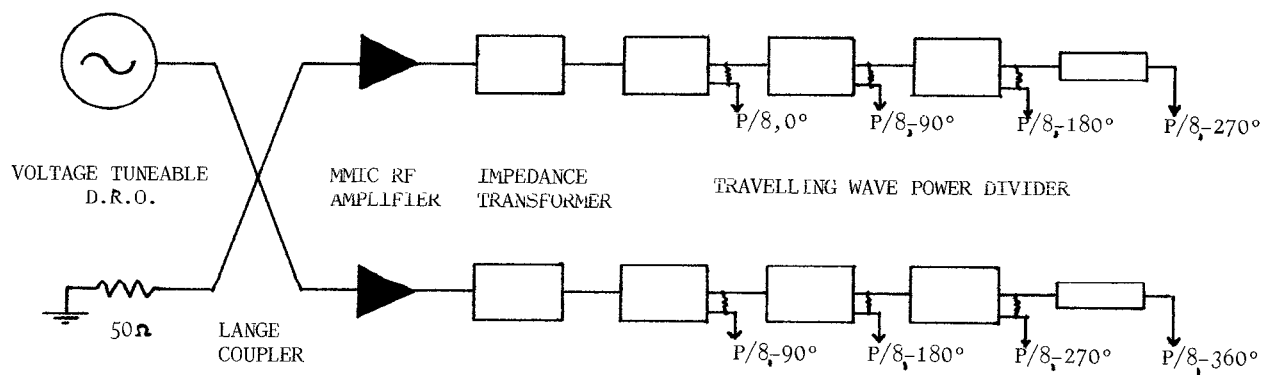 P/8,0°
P/8,-90°
P/8,-180°
P/8,-270°
VOLTAGE TUNEABLE
D.R.O.
MMIC RF
AMPLIFIER
IMPEDANCE
TRANSFORMER
TRAVELLING WAVE POWER DIVIDER
50Ω
LANGE
COUPLER
P/8,-90°
P/8,-180°
P/8,-270°
P/8,-360°